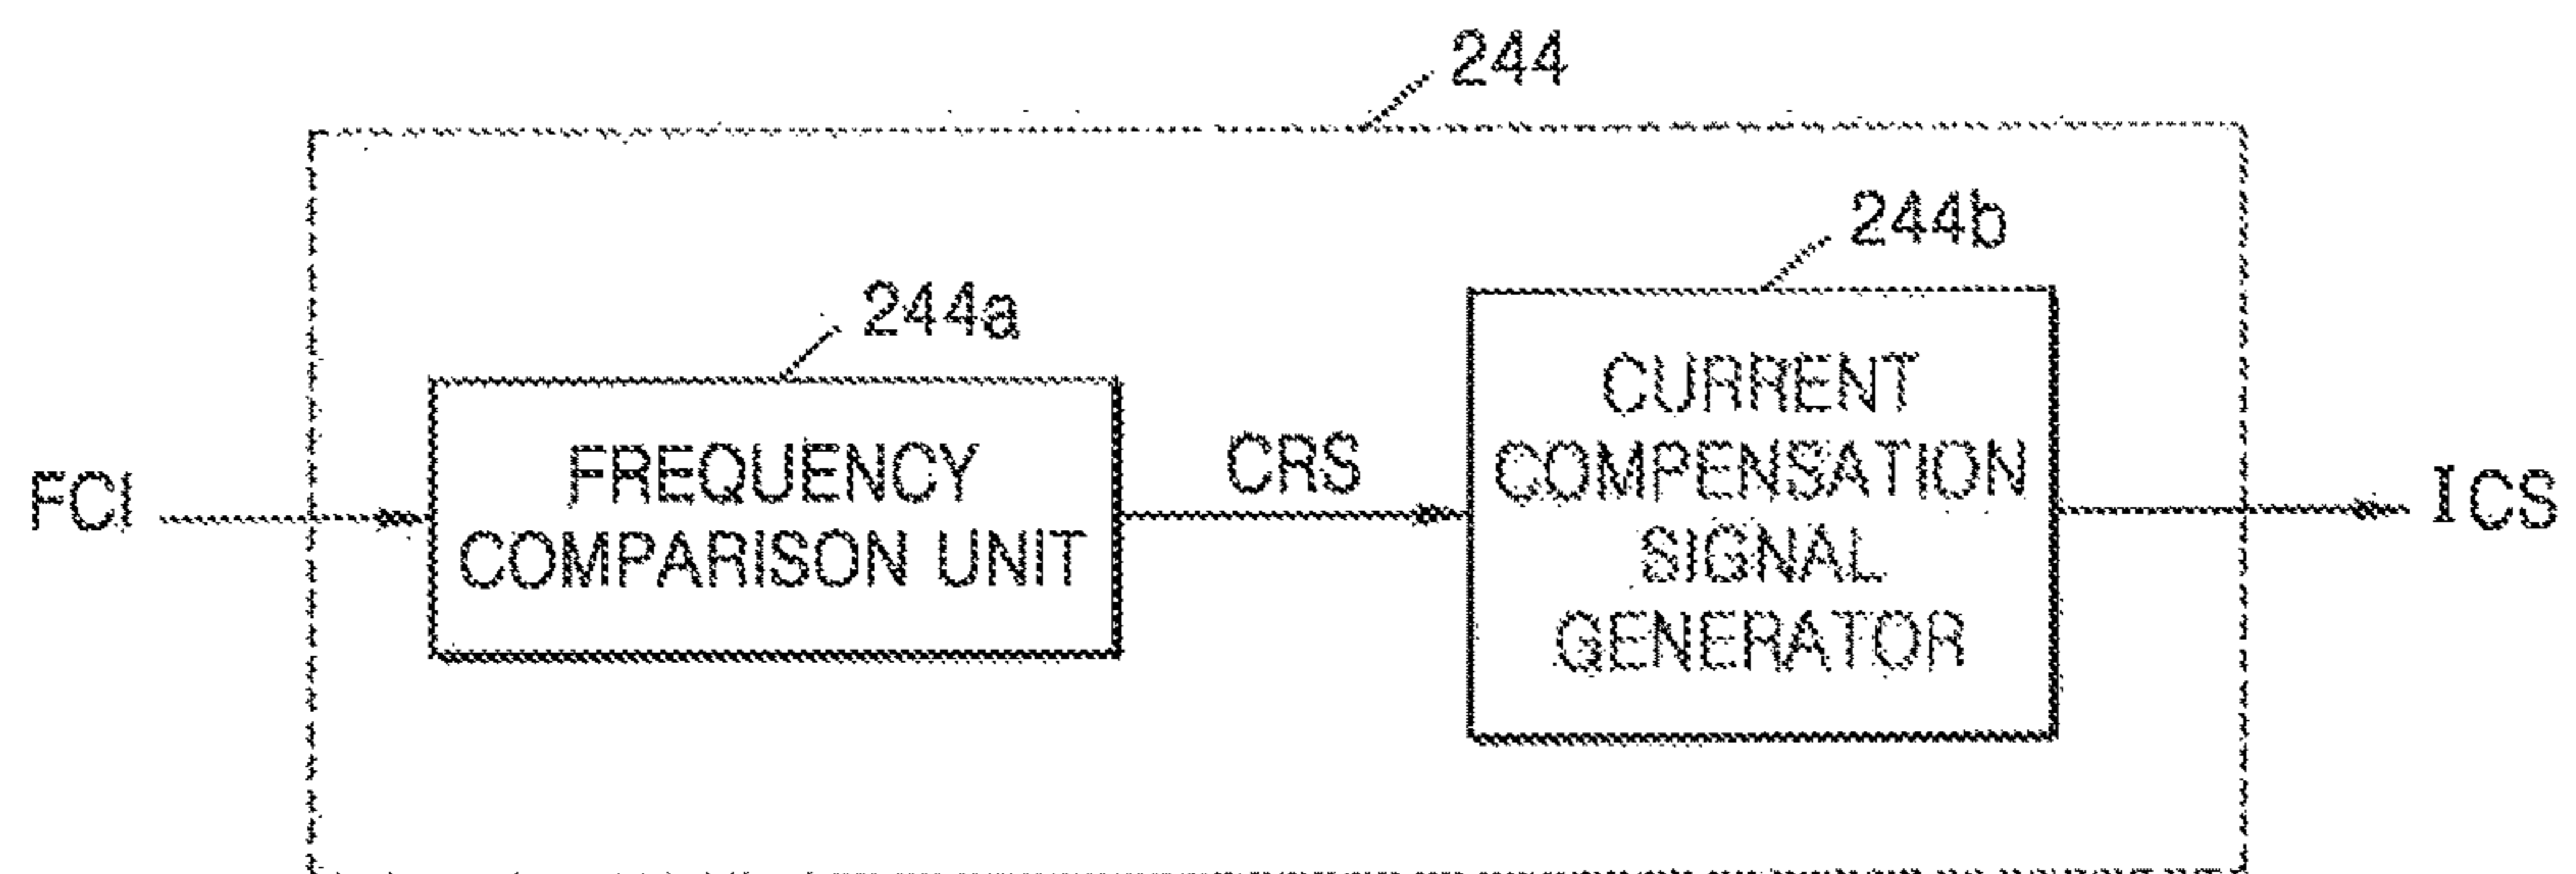 244
244b
244a
CURRENT
COMPENSATION
SIGNAL
GENERATOR
FREQUENCY
COMPARISON UNIT
FCI
CRS
ICS